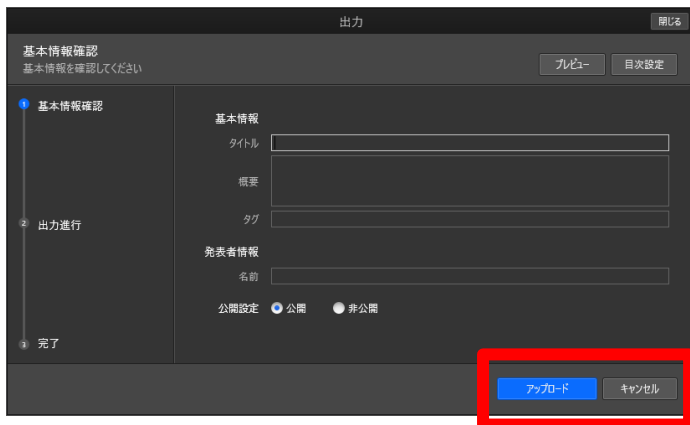 出力
閉じる
基本情報確認
基本情報を確認してください
プレビュー
目次設定
1 基本情報確認
基本情報
タイトル
概要
2 出力進行
タグ
発表者情報
名前
公開設定 公開 非公開
3 完了
アップロード
キャンセル